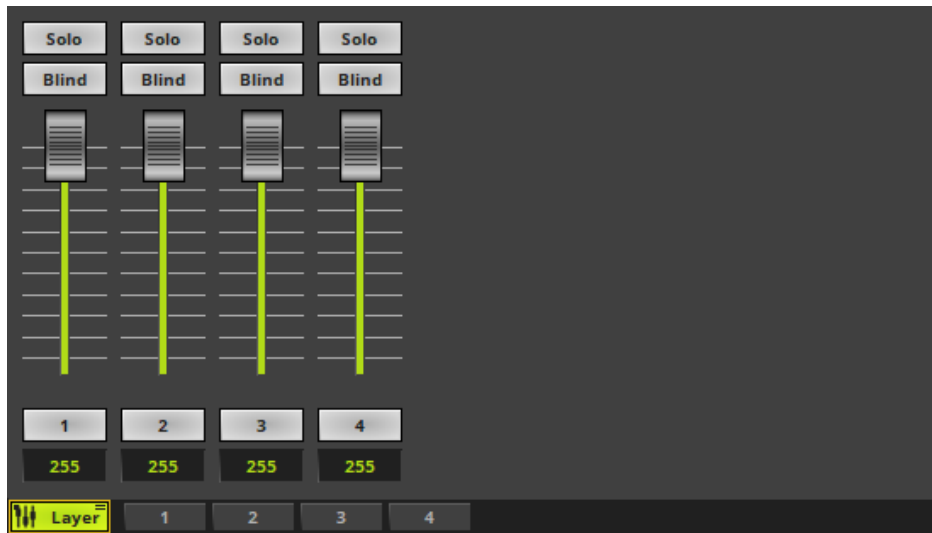 Solo Solo Solo Solo
Blind Blind Blind Blind
1 2 3 4
255 255 255 255
Layer 1 2 3 4